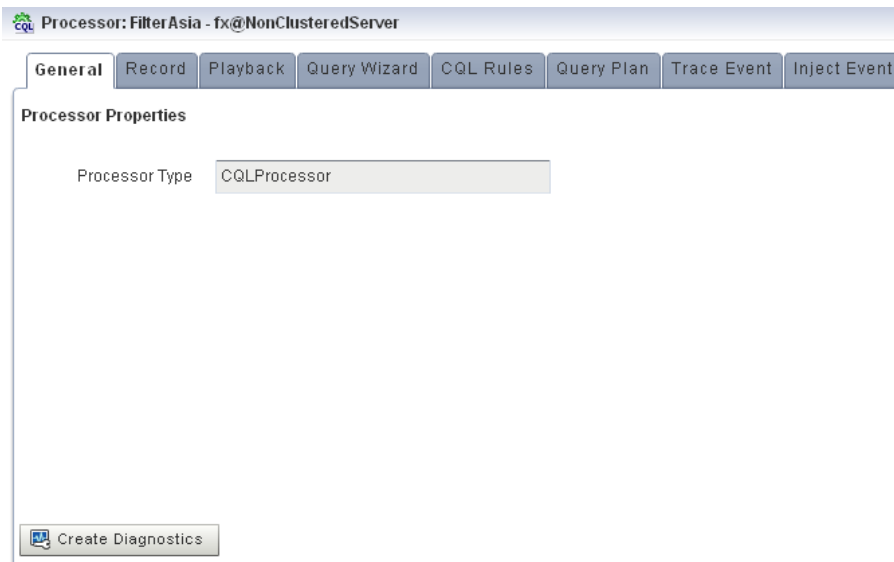 CQL Processor: FilterAsia - fx@NonClusteredServer
General Record Playback Query Wizard CQL Rules Query Plan Trace Event Inject Event
Processor Properties
Processor Type CQLProcessor
Create Diagnostics